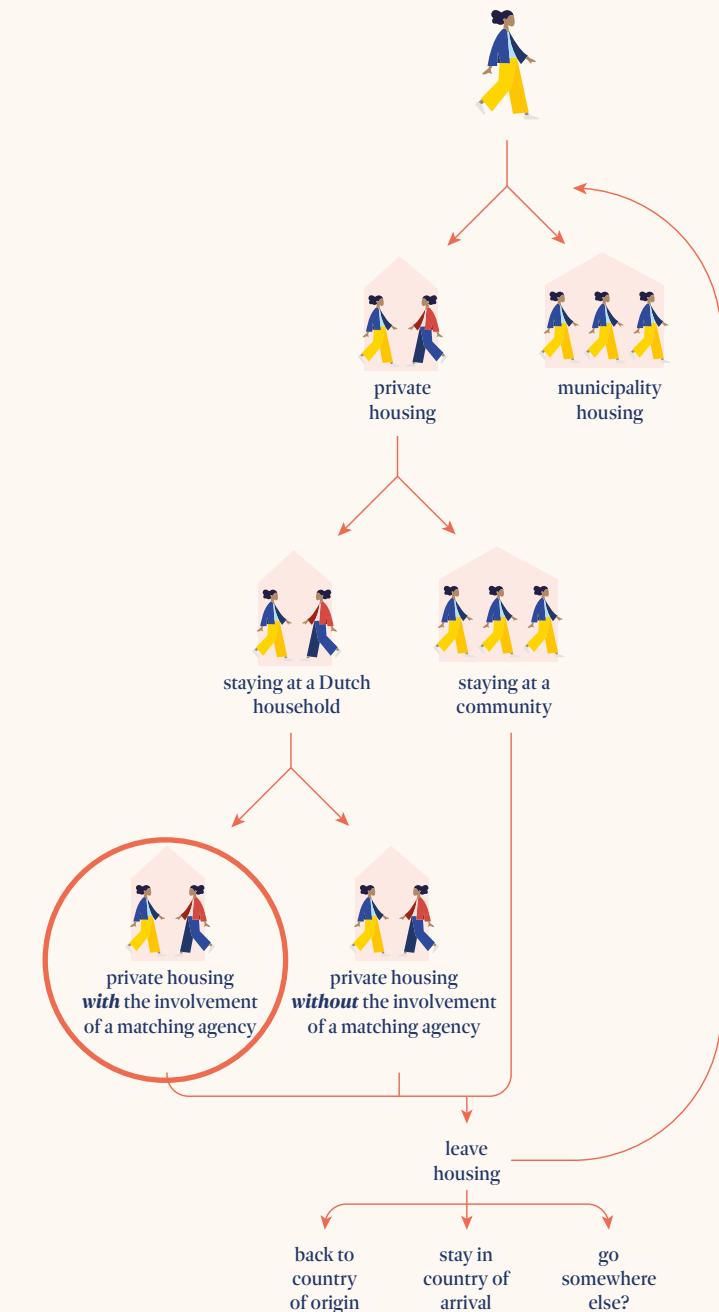 private
housing
municipality
housing
staying at a Dutch
household
staying at a
community
private housing
with the involvement
of a matching agency
private housing
without the involvement
of a matching agency
leave
housing
back to
country
of origin
stay in
country of
arrival
go
somewhere
else?